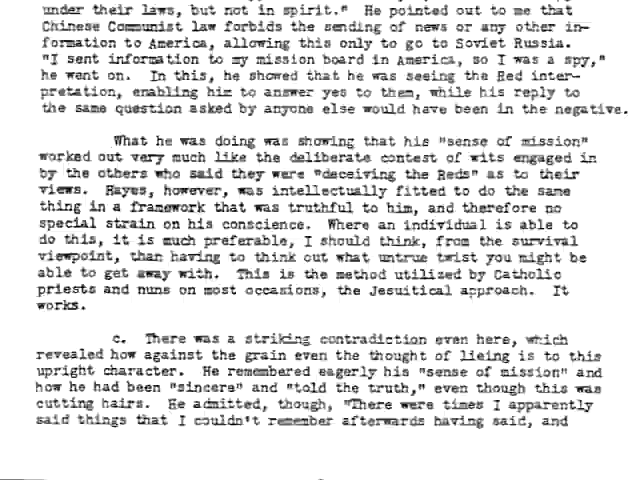 under their laws, but not in spirit." He pointed out to me that
Chinese Communist law forbids the sending of news or any other in-
formation to America, allowing this only to go to Soviet Russia.
"I sent information to my mission board in America, so I was a spy,"
he went on. In this, he showed that he was seeing the Red inter-
pretation, enabling him to answer yes to them, while his reply to
the same question asked by anyone else would have been in the negative.
What he was doing was showing that his "sense of mission"
worked out very much like the deliberate contest of wits engaged in
by the others who said they were "deceiving the Reds" as to their
views. Hayes, however, was intellectually fitted to do the same
thing in a framework that was truthful to him, and therefore no
special strain on his conscience. Where an individual is able to
do this, it is much preferable, I should think, from the survival
viewpoint, than having to think out what untrue twist you might be
able to get away with. This is the method utilized by Catholic
priests and nuns on most occasions, the Jesuitical approach. It
works.
c. There was a striking contradiction even here, which
revealed how against the grain even the thought of lieing is to this
upright character. He remembered eagerly his "sense of mission" and
how he had been "sincere" and "told the truth," even though this was
cutting hairs. He admitted, though, "There were times I apparently
said things that I couldn't remember afterwards having said, and